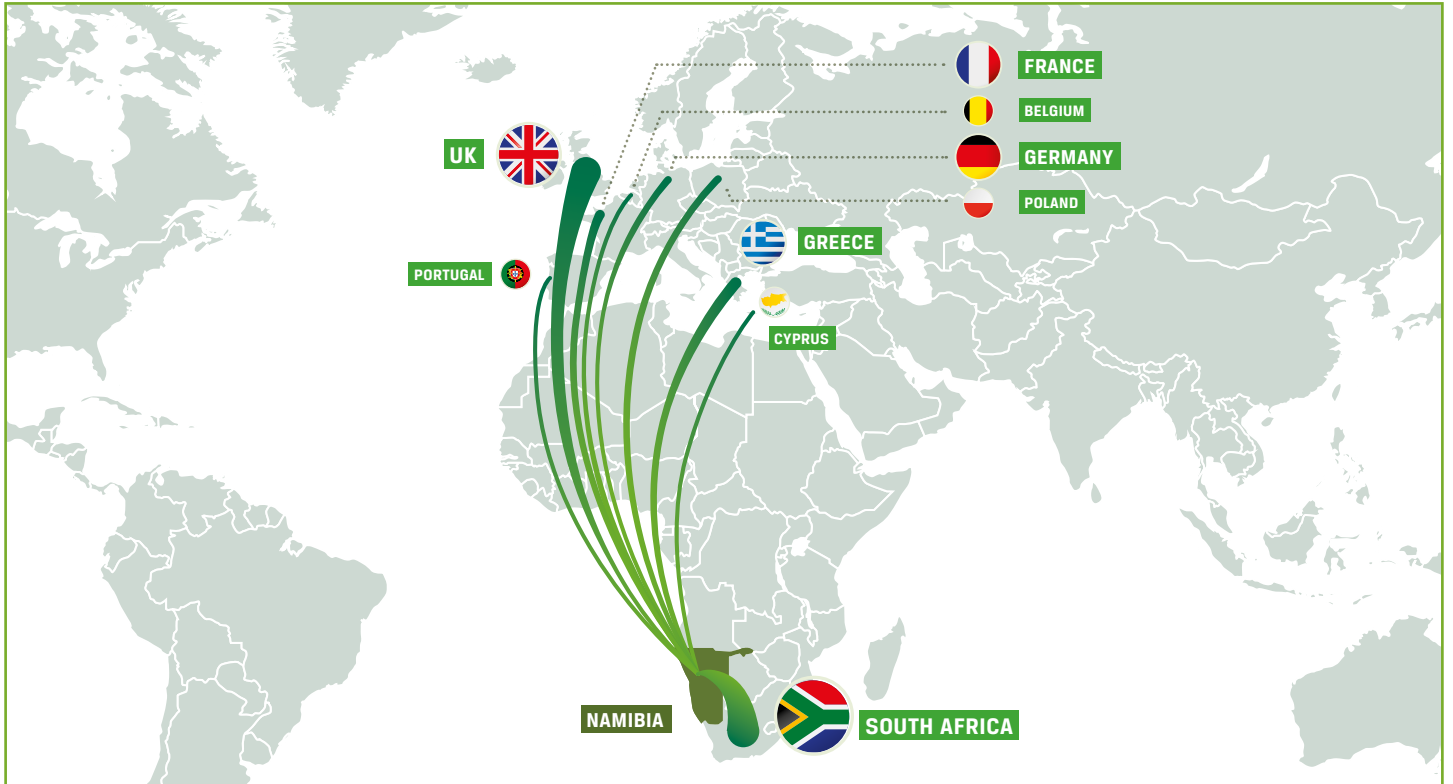 FRANCE
BELGIUM
UK
GERMANY
POLAND
GREECE
PORTUGAL
CYPRUS
NAMIBIA
SOUTH AFRICA